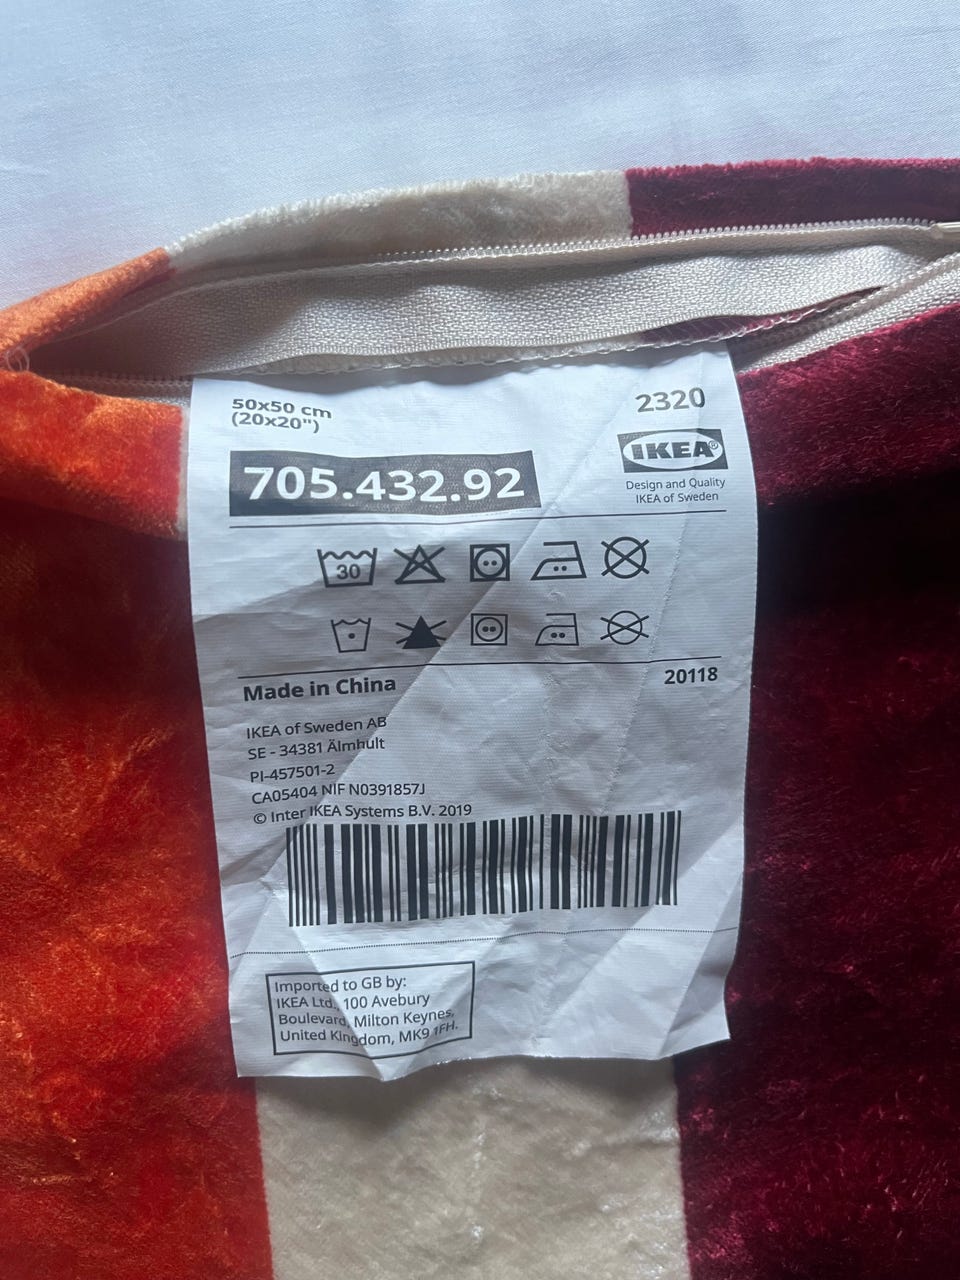 50x50 cm
(20x20")
2320
705.432.92
IKEA®
Design and Quality
IKEA of Sweden
30
Made in China
20118
IKEA of Sweden AB
SE - 34381 Älmhult
PI-457501-2
CA05404 NIF N0391857J
© Inter IKEA Systems B.V. 2019
Imported to GB by:
IKEA Ltd., 100 Avebury
Boulevard, Milton Keynes,
United Kingdom, MK9 1FH.